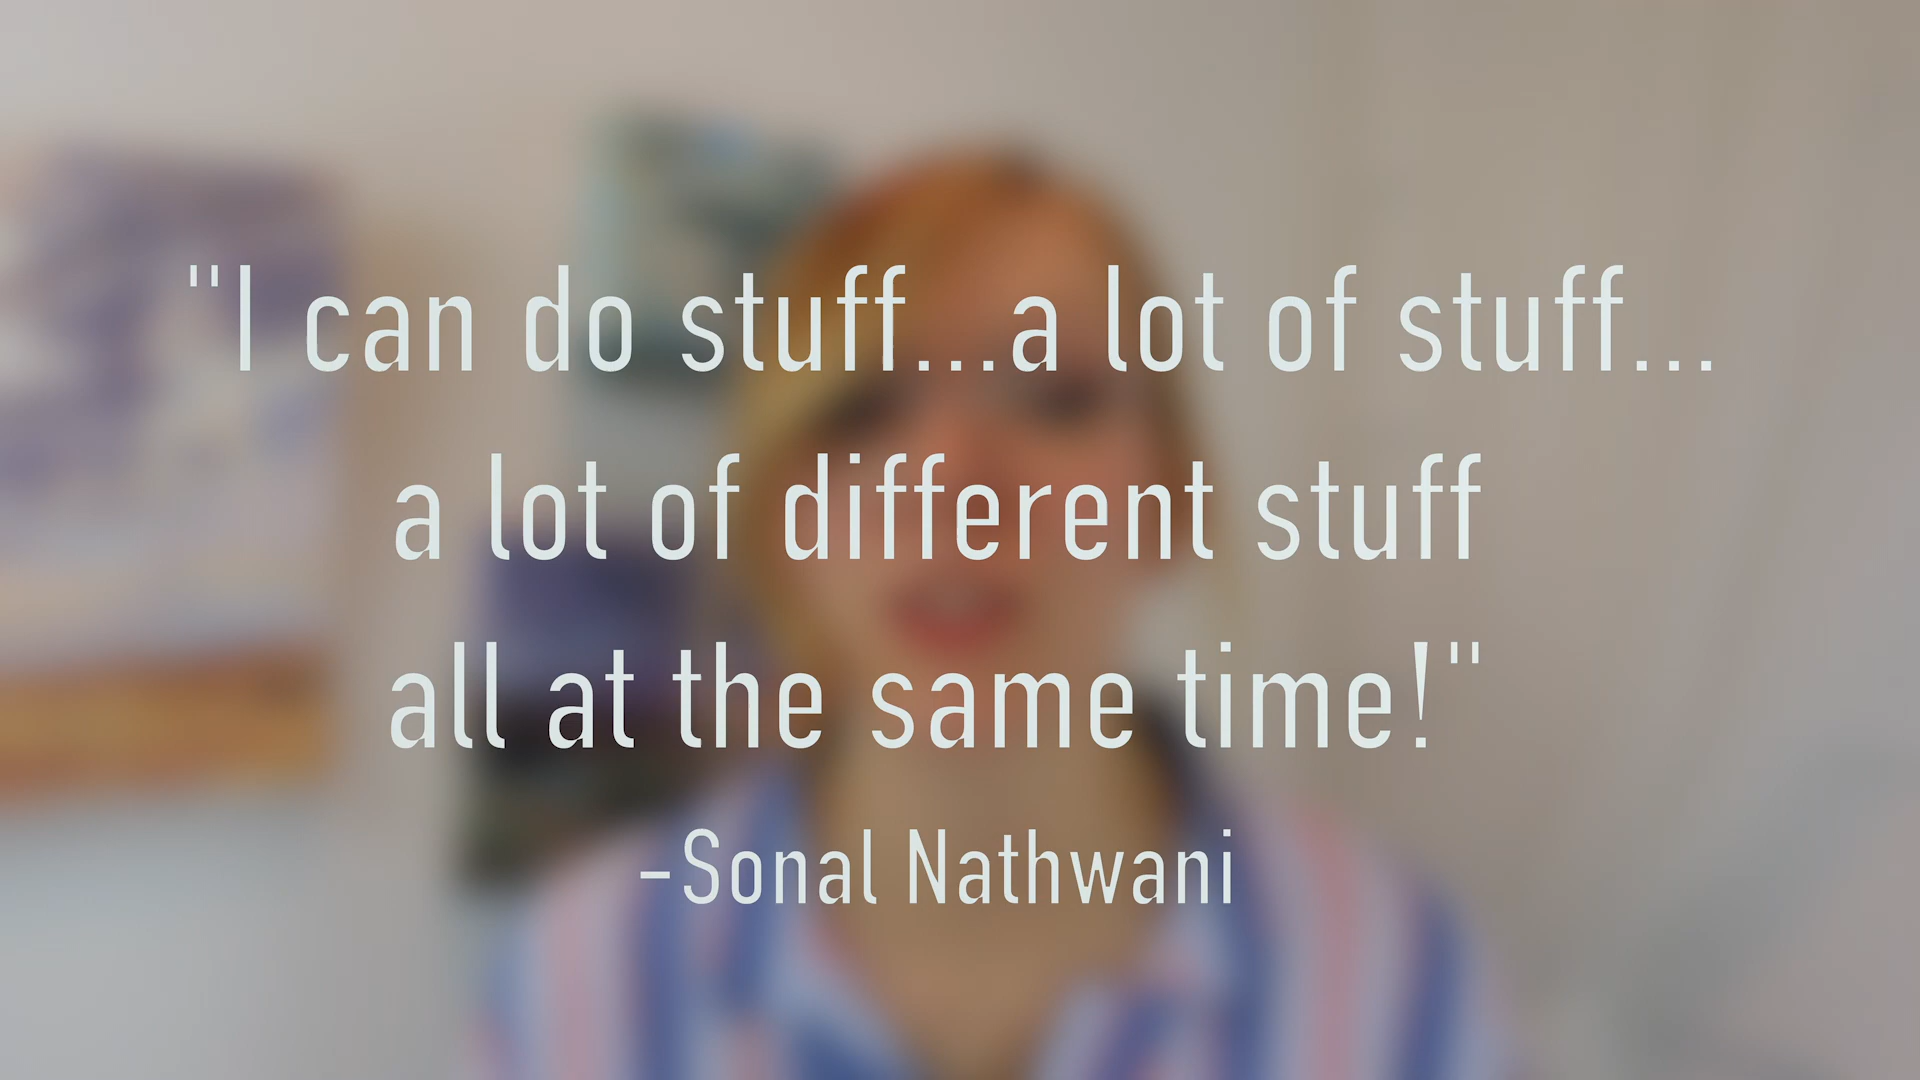 "I can do stuff...a lot of stuff...
a lot of different stuff
all at the same time!"
-Sonal Nathwani